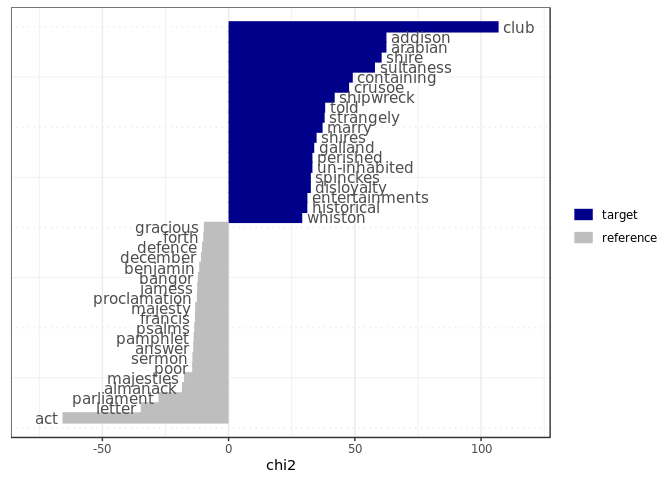 club
addison
arabian
shire
sultaness
containing
crusoe
shipwreck
told
strangely
marry
shires
galland
perished
un-inhabited
spinckes
disloyalty
entertainments
historical
whiston
gracious
forth
defence
december
benjamin
bangor
jamess
proclamation
majesty
francis
psalms
pamphlet
answer
sermon
poor
majesties
almanack
parliament
letter
act
target
reference
-50 0 50 100
chi2